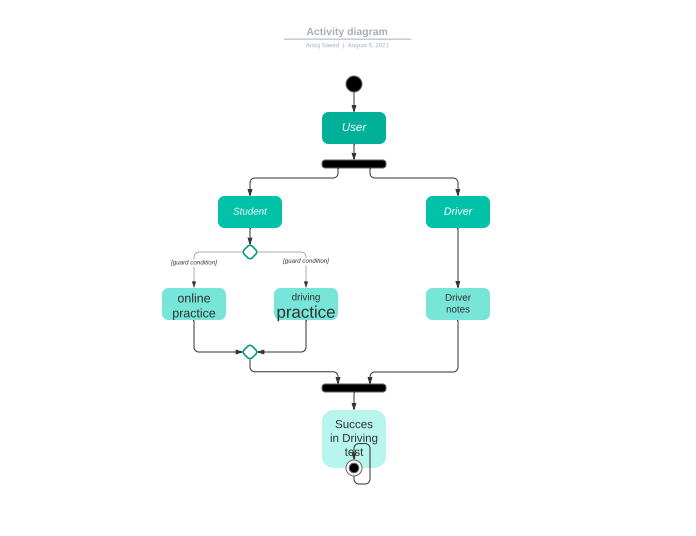 Activity diagram
Arooj Saeed | August 5, 2021
User
Student
Driver
[guard condition]
[guard condition]
online
practice
driving
practice
Driver
notes
Succes
in Driving
test